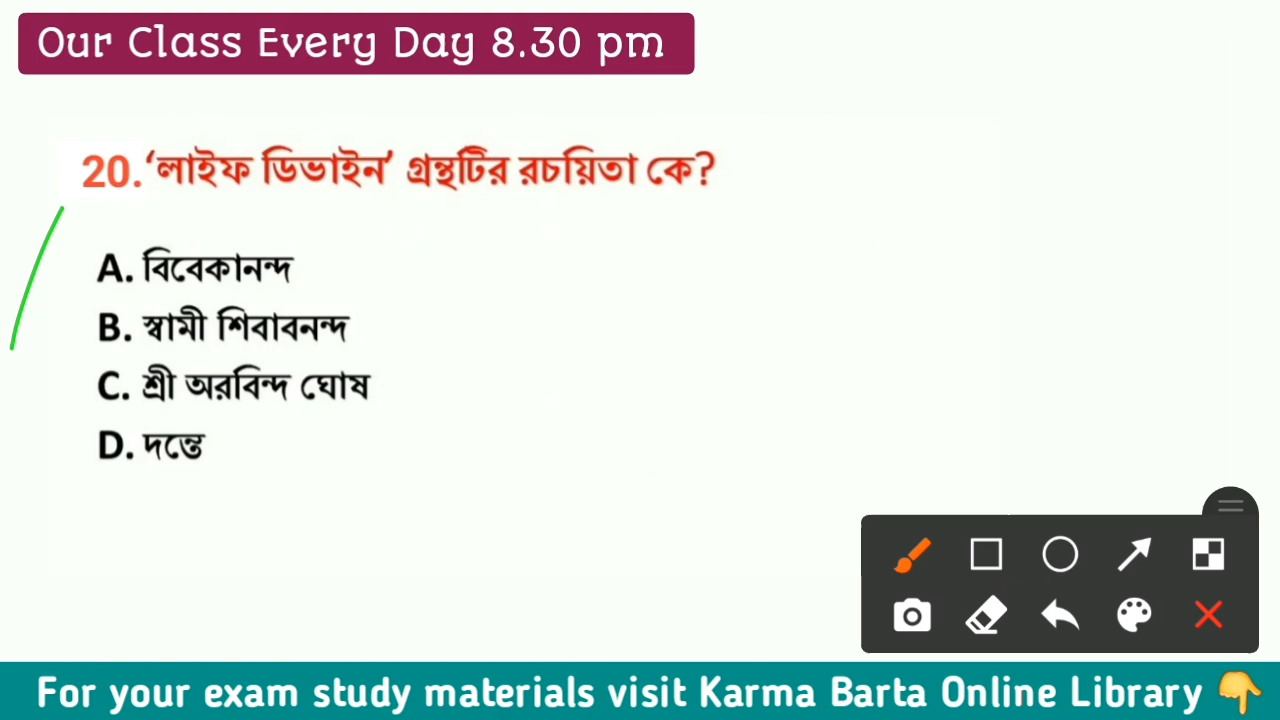 Our Class Every Day 8.30 pm
20. ‘লাইফ ডিভাইন’ গ্রন্থটির রচয়িতা কে?
A. বিবেকানন্দ
B. স্বামী শিবাবনন্দ
C. শ্রী অরবিন্দ ঘোষ
D. দান্তে
For your exam study materials visit Karma Barta Online Library 👇